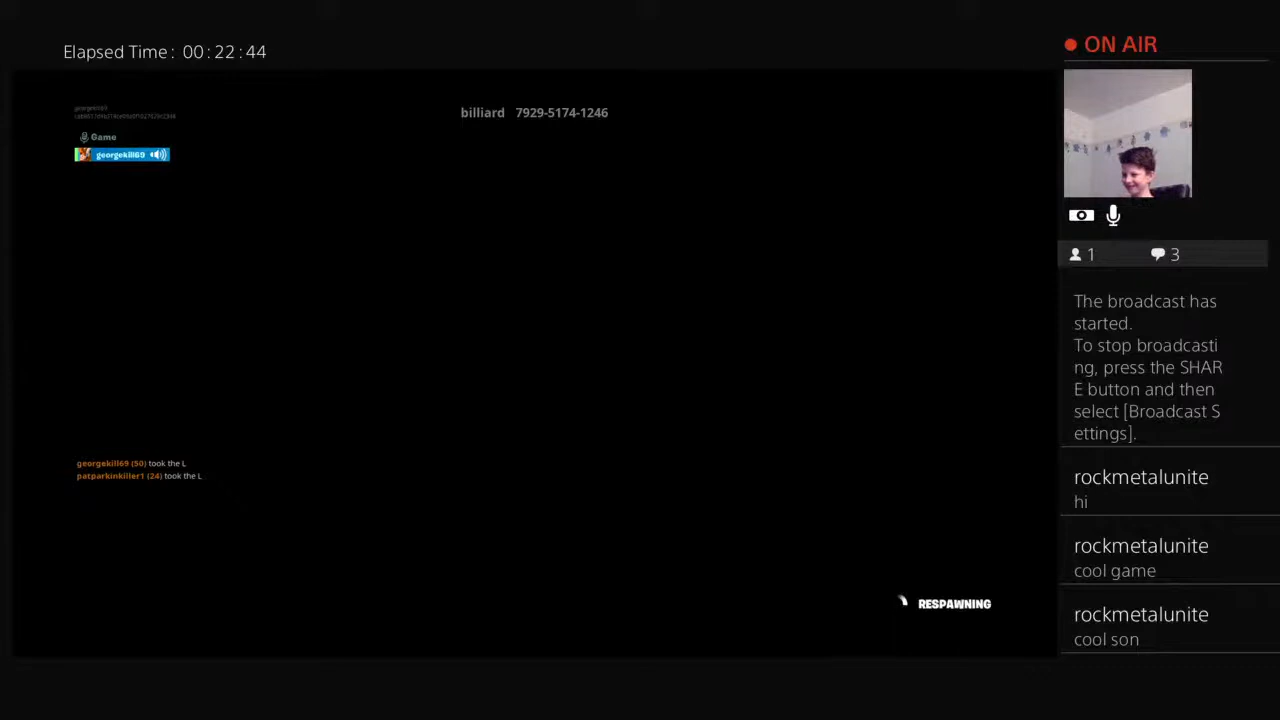 Elapsed Time: 00:22:44
ON AIR
georgekill69
billiard 7929-5174-1246
Game
georgekill69
1
3
The broadcast has
started.
To stop broadcasti
ng, press the SHAR
E button and then
select [Broadcast S
ettings].
georgekill69 (50) took the L
patparkinkiller1 (24) took the L
rockmetalunite
hi
rockmetalunite
cool game
rockmetalunite
cool son
RESPAWNING